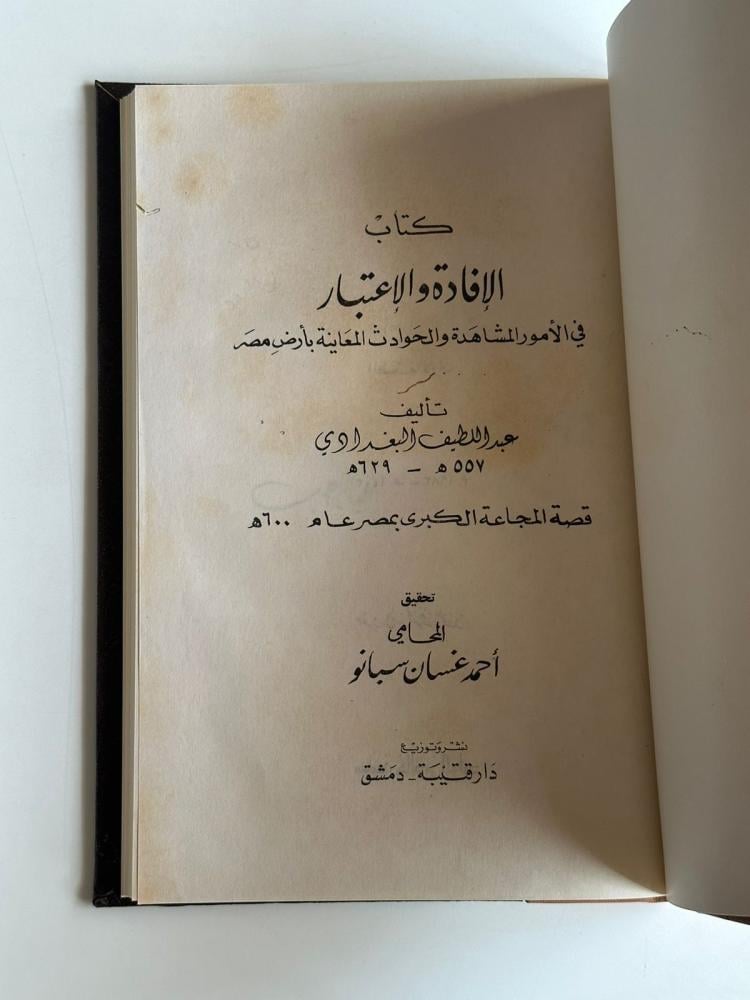 كتاب
الإفادة والإعتبار
في الأمور المشاهدة والحوادث المعاينة بأرض مصر
تأليف
عبد اللطيف البغدادي
٥٥٧ هـ – ٦٢٩ هـ
قصة المجاعة الكبرى بمصر عام ٦٠٠ هـ
تحقيق
المحامي
أحمد غسان سبانو
نشر وتوزيع
دار قتيبة - دمشق